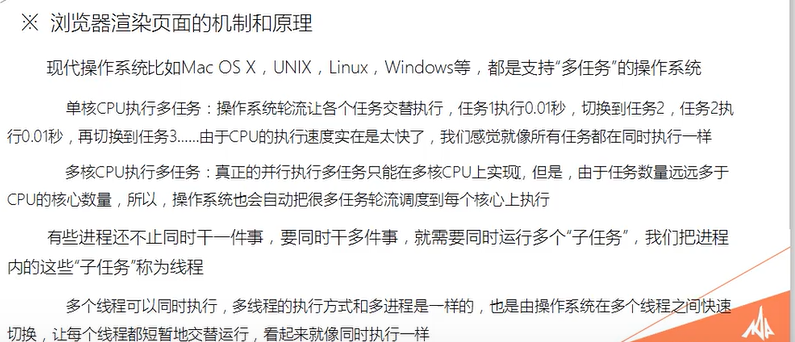 ※ 浏览器渲染页面的机制和原理
现代操作系统比如Mac OS X，UNIX，Linux，Windows等，都是支持“多任务”的操作系统
单核CPU执行多任务：操作系统轮流让各个任务交替执行，任务1执行0.01秒，切换到任务2，任务2执
行0.01秒，再切换到任务3……由于CPU的执行速度实在是太快了，我们感觉就像所有任务都在同时执行一样
多核CPU执行多任务：真正的并行执行多任务只能在多核CPU上实现，但是，由于任务数量远远多于
CPU的核心数量，所以，操作系统也会自动把很多任务轮流调度到每个核心上执行
有些进程还不止同时干一件事，要同时干多件事，就需要同时运行多个“子任务”，我们把进程
内的这些“子任务”称为线程
多个线程可以同时执行，多线程的执行方式和多进程是一样的，也是由操作系统在多个线程之间快速
切换，让每个线程都短暂地交替运行，看起来就像同时执行一样